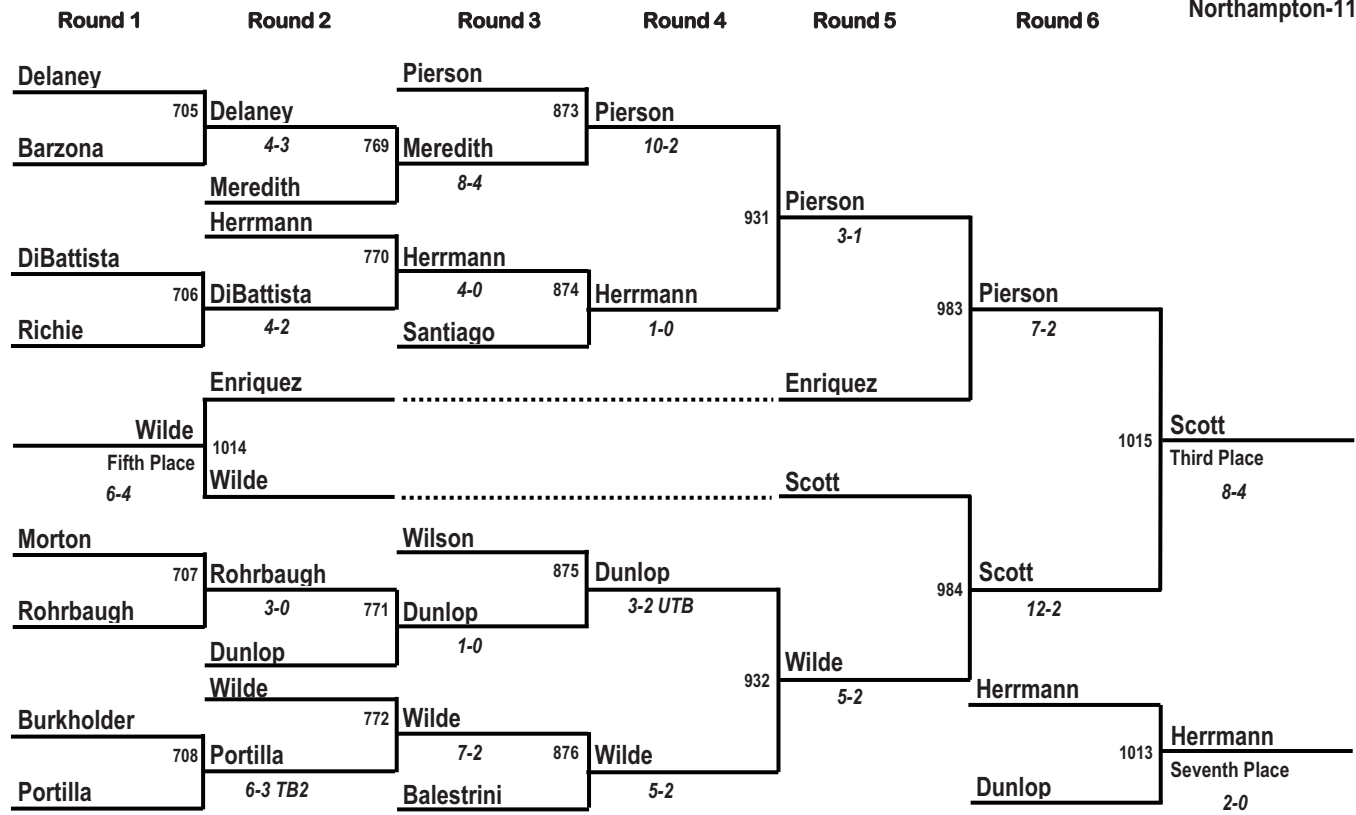 Northampton-11
Round 1 Round 2 Round 3 Round 4 Round 5 Round 6
Delaney
Pierson
705 Delaney
873 Pierson
4-3
769
10-2
Barzona
Meredith
8-4
Meredith
Pierson
931
3-1
Herrmann
DiBattista
770 Herrmann
706 DiBattista
4-0
874 Herrmann
983 Pierson
4-2
1-0
7-2
Richie
Santiago
Enriquez
Enriquez
Wilde
Scott
1015
1014
Fifth Place
Third Place
6-4
Wilde
Scott
8-4
Morton
Wilson
707 Rohrbaugh
875 Dunlop
984 Scott
3-0
771
3-2 UTB
12-2
Rohrbaugh
Dunlop
1-0
Dunlop
Wilde
932
5-2
Wilde
Herrmann
Burkholder
772 Wilde
Herrmann
708 Portilla
7-2
876 Wilde
1013
Seventh Place
6-3 TB2
5-2
Portilla
Balestrini
Dunlop
2-0